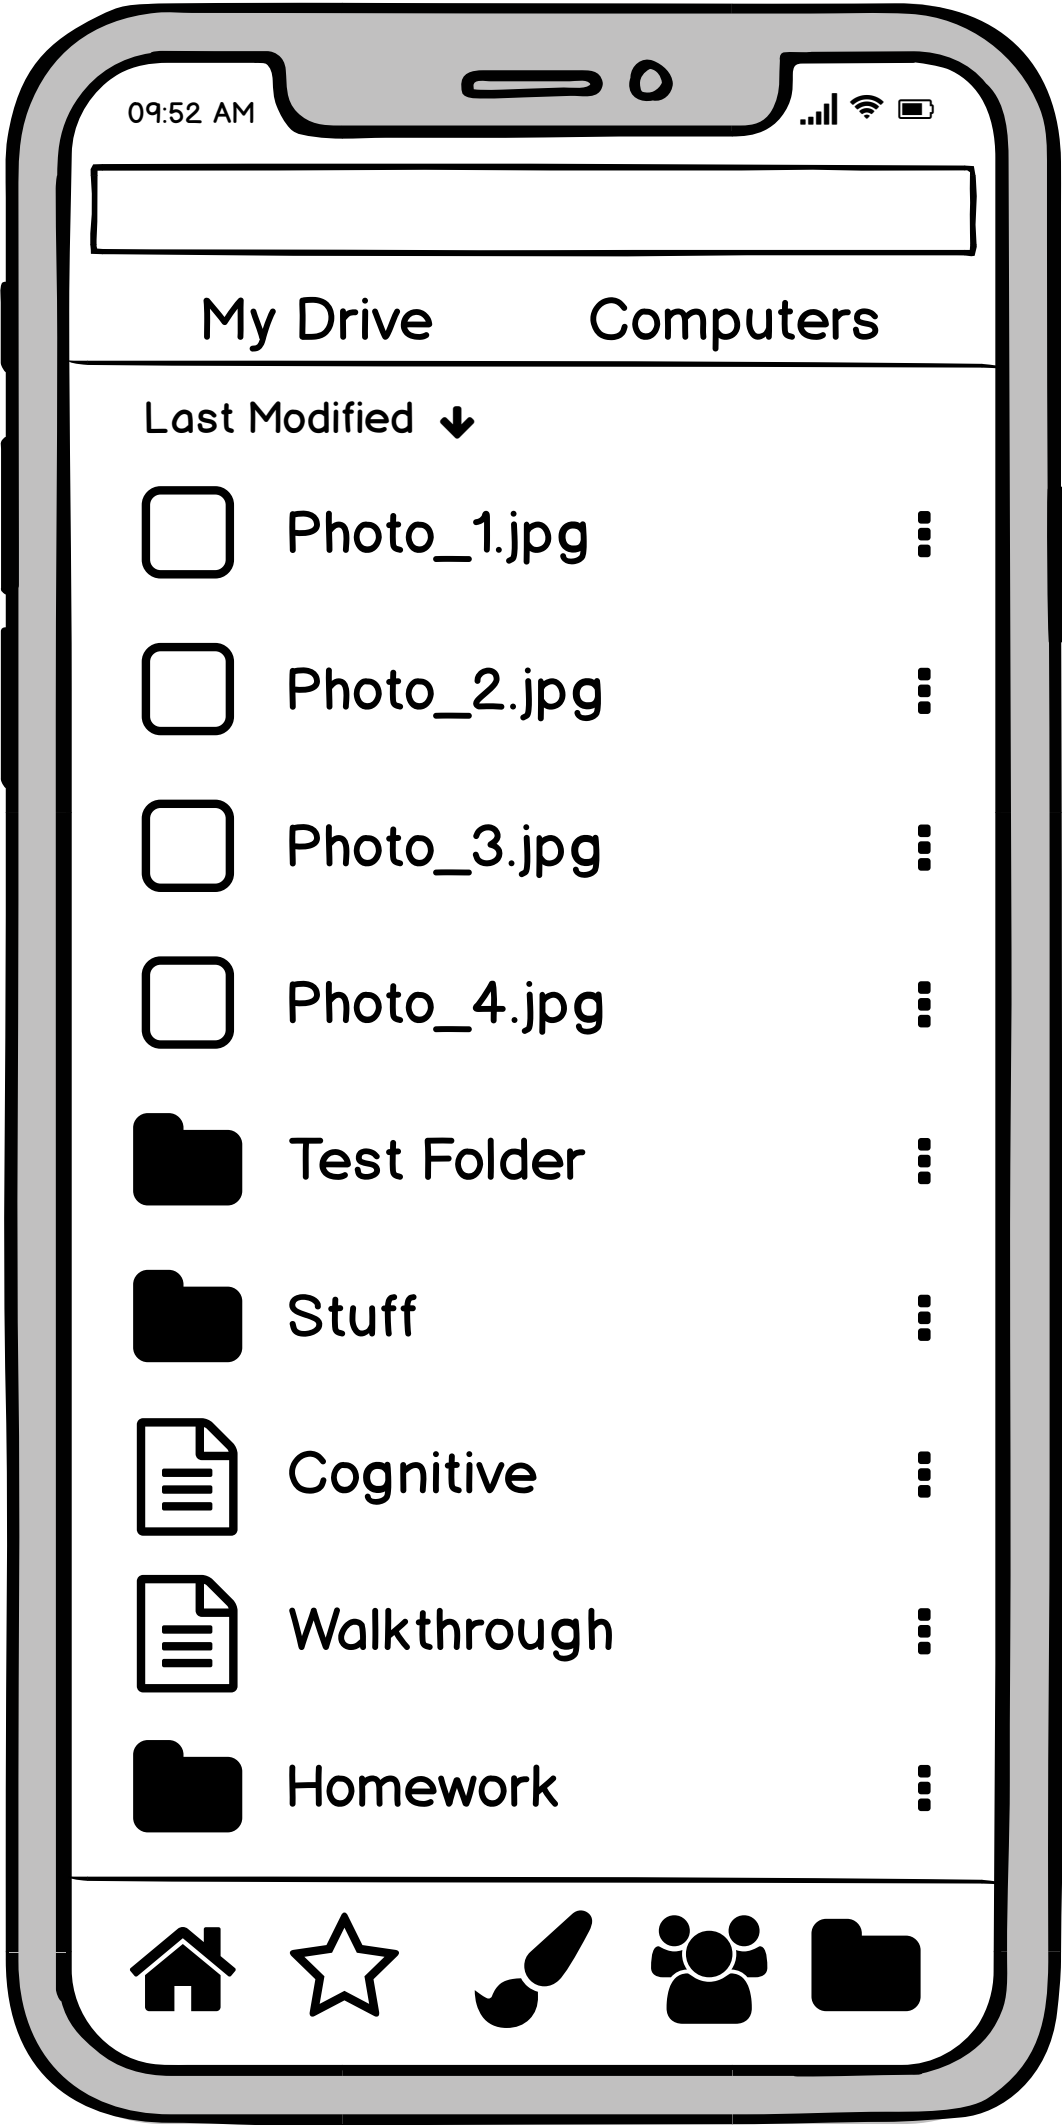 09:52 AM
My Drive Computers
Last Modified
Photo_1.jpg
Photo_2.jpg
Photo_3.jpg
Photo_4.jpg
Test Folder
Stuff
Cognitive
Walkthrough
Homework